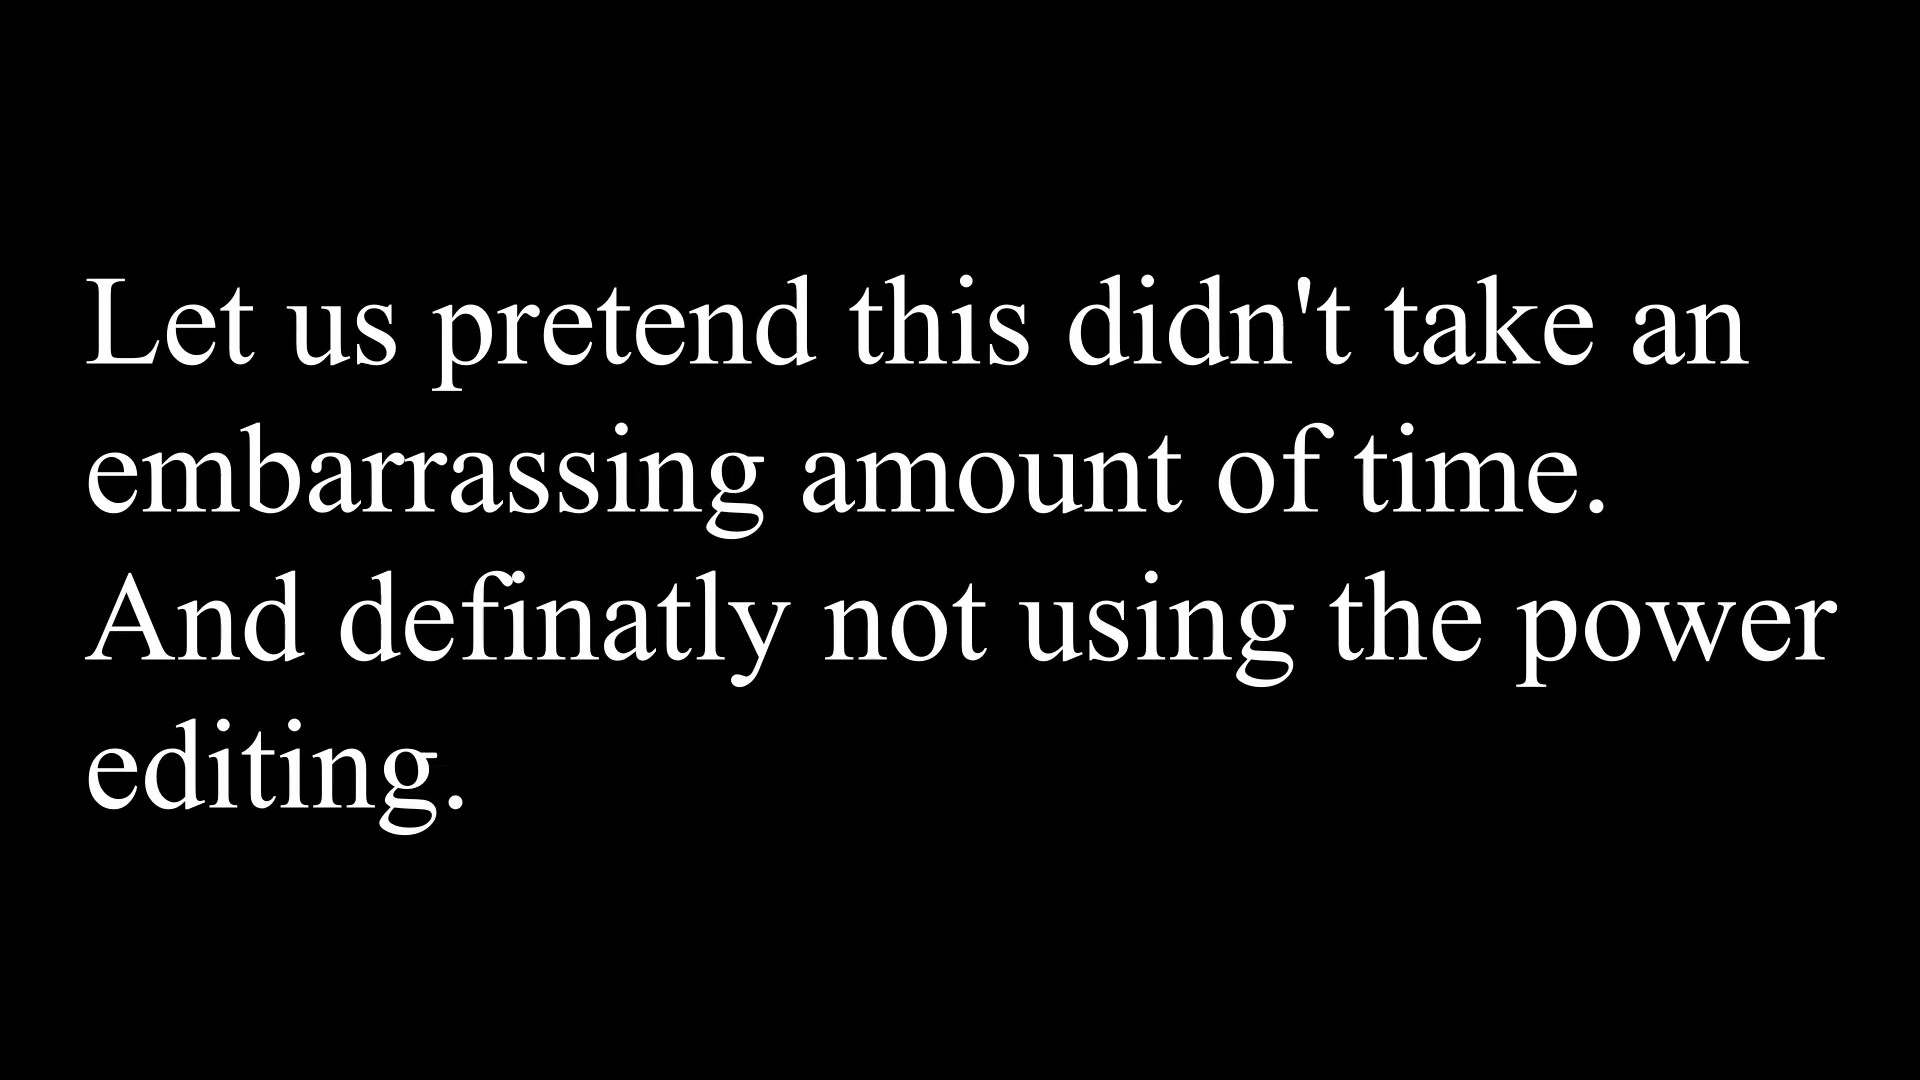 Let us pretend this didn't take an
embarrassing amount of time.
And definatly not using the power
editing.